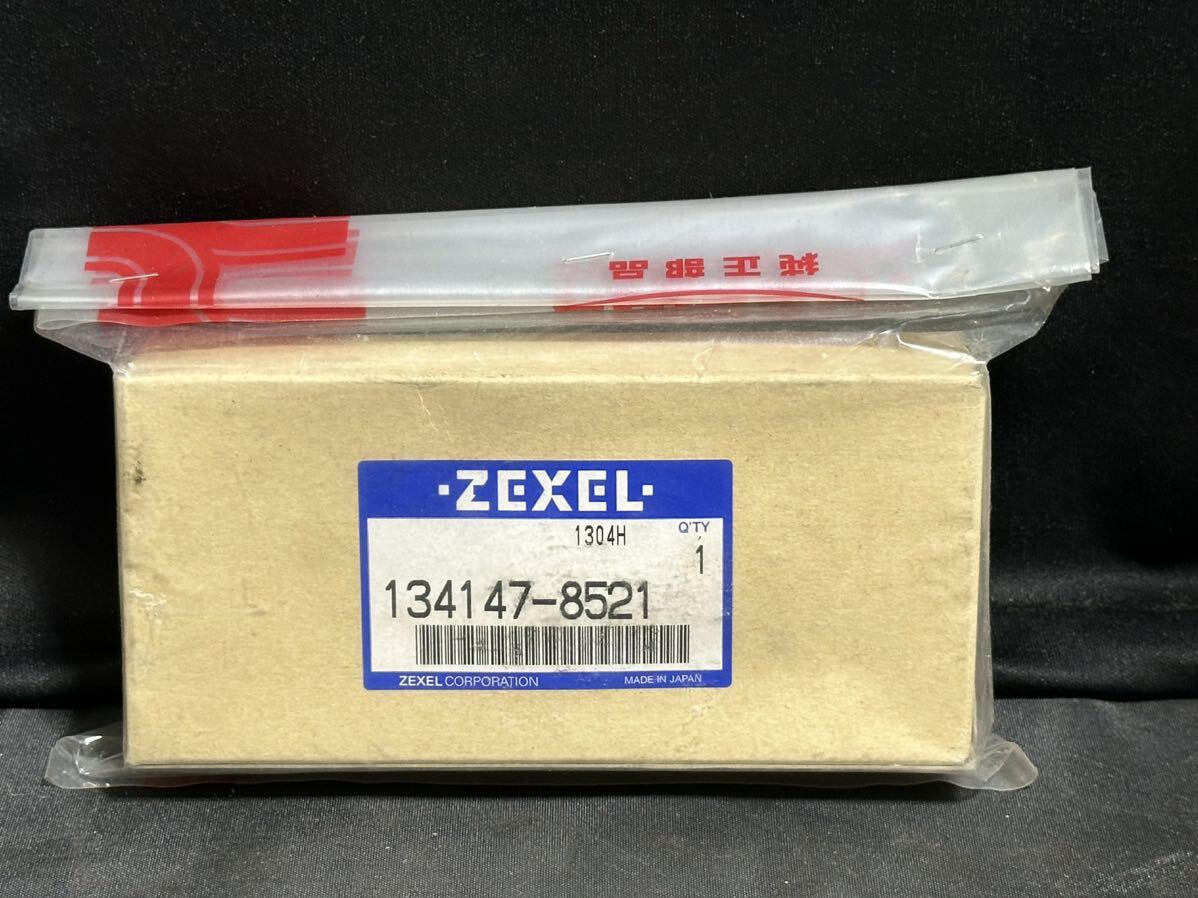 純正部品
·ZEXEL·
1304H
Q'TY
1
134147-8521
ZEXEL CORPORATION
MADE IN JAPAN